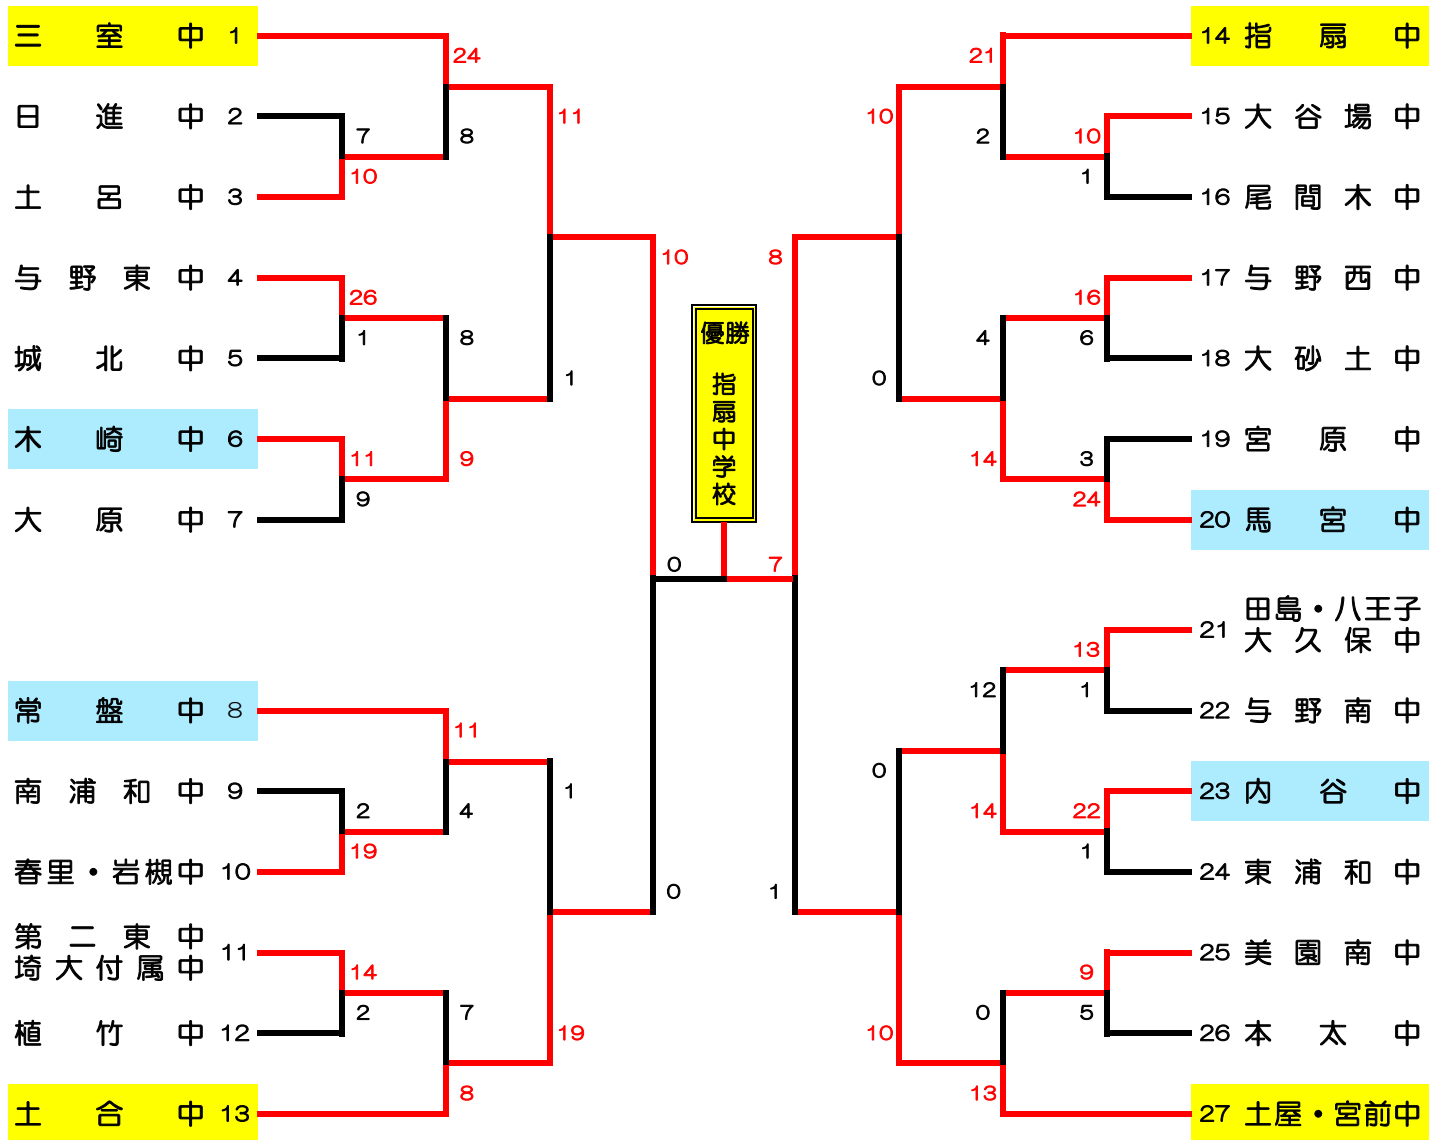 三室中 1
24
11
日進中 2
7
8
10
土呂中 3
与野東中 4
26
10
1
8
城北中 5
1
木崎中 6
11
9
9
大原中 7
0
常盤中 8
11
1
南浦和中 9
2
4
19
春里・岩槻中 10
0
第二東中
埼大付属中 11
14
2
7
植竹中 12
19
8
土合中 13
優勝
指扇中学校
14 指扇中
21
10
15 大谷場中
10
2
1
16 尾間木中
8
17 与野西中
16
4
6
18 大砂土中
0
19 宮原中
14
3
24
20 馬宮中
7
21 田島・八王子
大久保中
13
12
1
22 与野南中
0
23 内谷中
14
22
1
24 東浦和中
1
25 美園南中
9
0
5
26 本太中
10
13
27 土屋・宮前中